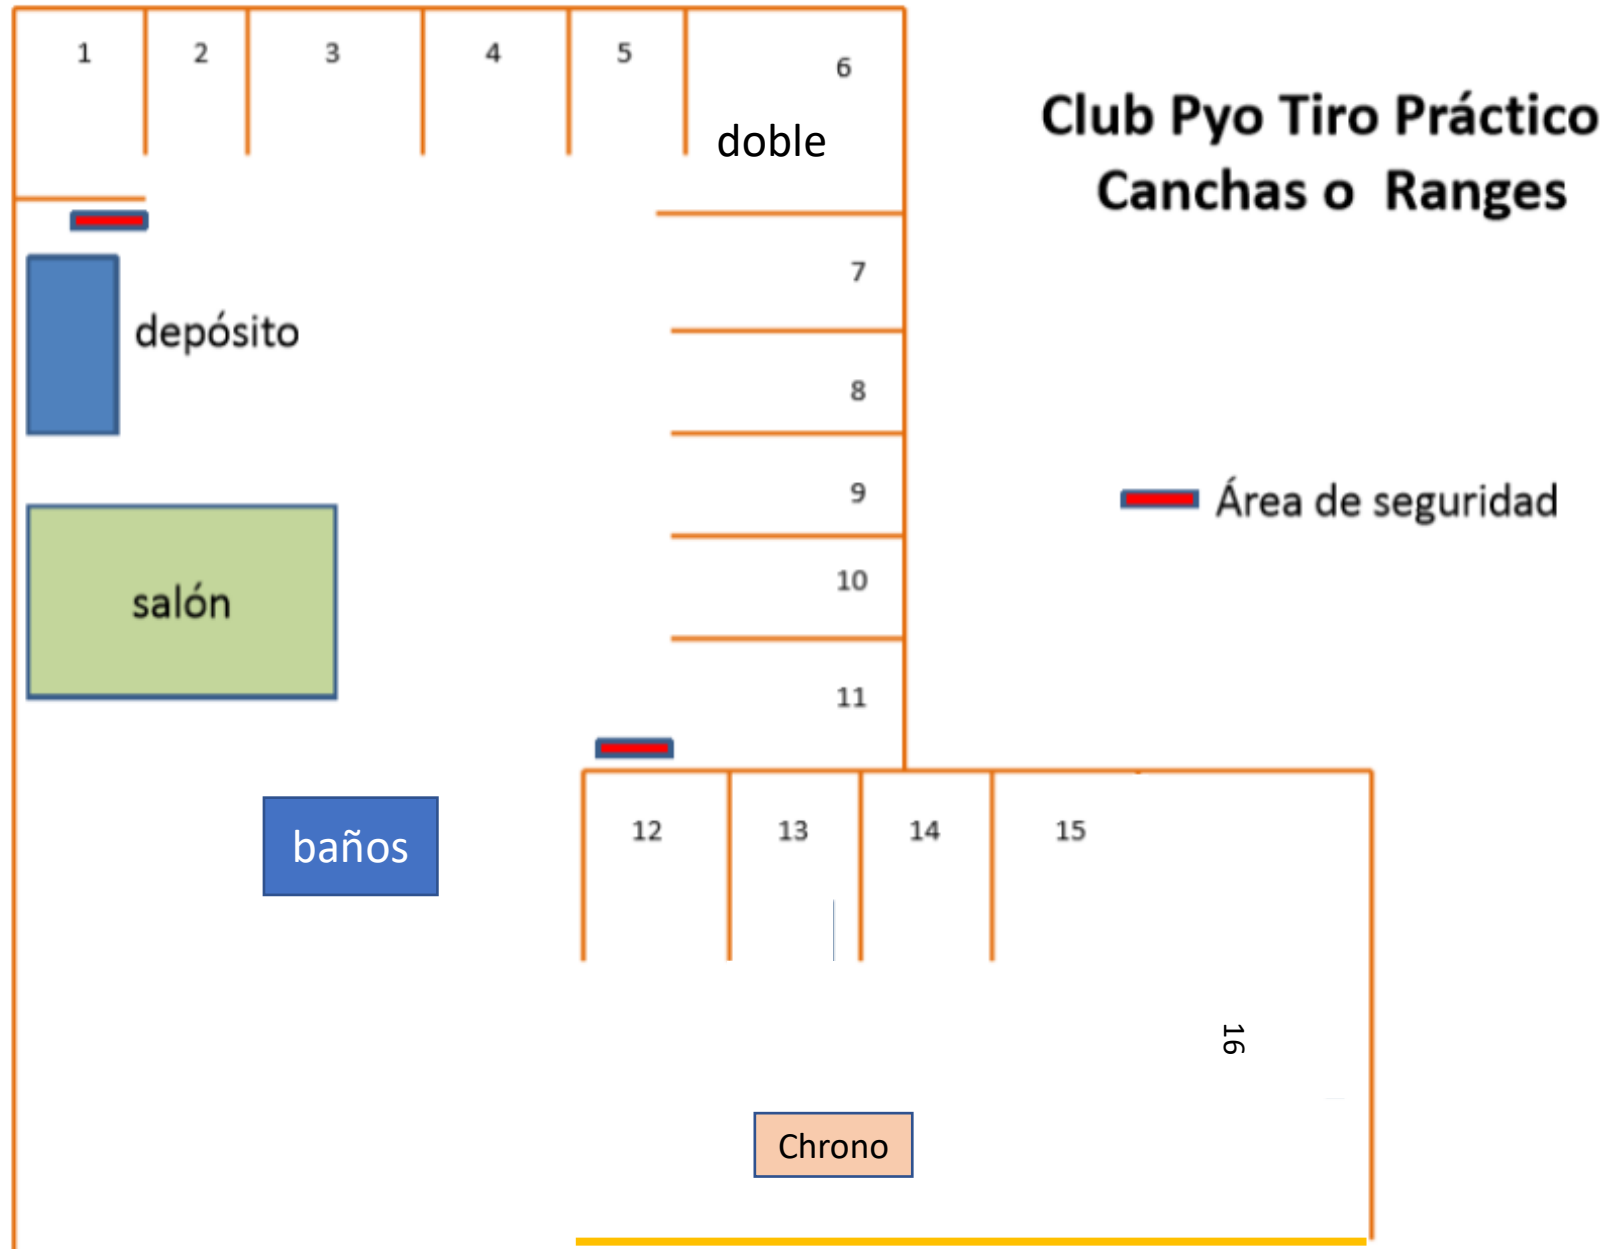 1 2 3 4 5 6
doble
Club Pyo Tiro Práctico
Canchas o Ranges
7
depósito
8
9
Área de seguridad
10
salón
11
12 13 14 15
baños
16
Chrono